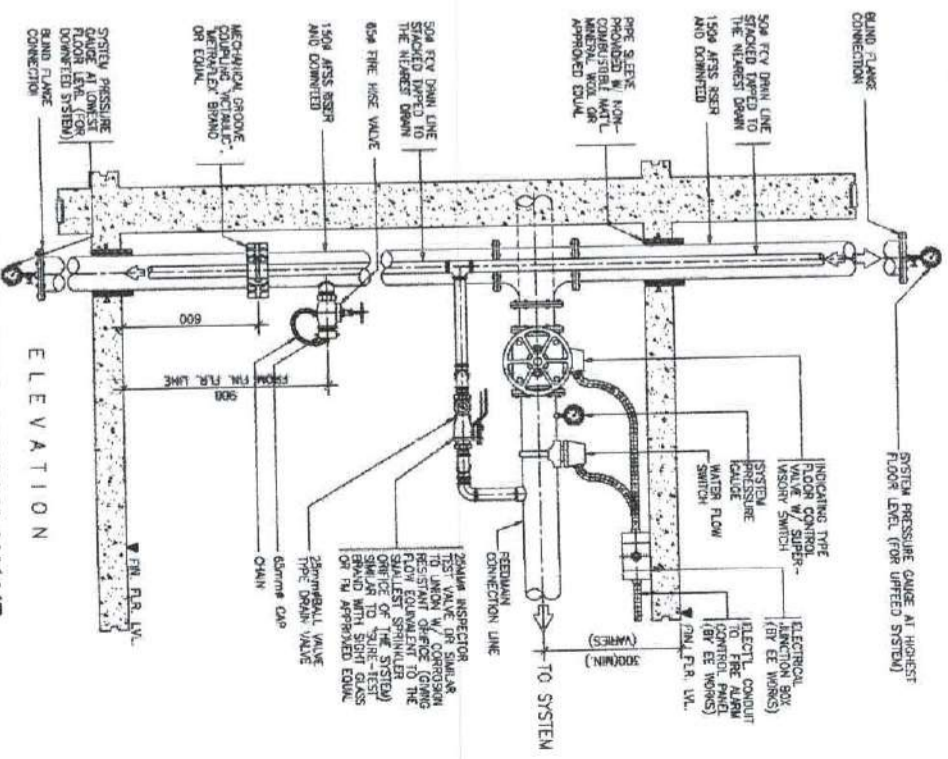 BLIND FLANGE
CONNECTION
50ø FCV DRAIN LINE
STACKED TAPPED TO
THE NEAREST DRAIN
150ø AFSS RISER
AND DOWNFEED
PIPE SLEEVE
PROVIDED W/ NON-
COMBUSTIBLE MAT'L
MINERAL WOOL OR
APPROVED EQUAL
50ø FCV DRAIN LINE
STACKED TAPPED TO
THE NEAREST DRAIN
65ø FIRE HOSE VALVE
150ø AFSS RISER
AND DOWNFEED
MECHANICAL GROOVE
COUPLING "VICTAULIC",
"METRAFLEX" BRAND
OR EQUAL
SYSTEM PRESSURE
GAUGE AT LOWEST
FLOOR LEVEL (FOR
DOWNFEED SYSTEM)
BLIND FLANGE
CONNECTION
SYSTEM PRESSURE GAUGE AT HIGHEST
FLOOR LEVEL (FOR UPFEED SYSTEM)
INDICATING TYPE
FLOOR CONTROL
VALVE W/ SUPER-
VISORY SWITCH
SYSTEM
PRESSURE
GAUGE
WATER FLOW
SWITCH
ELECTRICAL
JUNCTION BOX
(BY EE WORKS)
ELECT'L CONDUIT
TO FIRE ALARM
CONTROL PANEL
(BY EE WORKS)
FIN. FLR. LVL.
300(MIN.)
(VARIES)
TO SYSTEM
FEEDMAIN
CONNECTION LINE
25MMø INSPECTOR
TEST VALVE OR SIMILAR
TO UNION W/ CORROSION
RESISTANT ORIFICE (GIVING
FLOW EQUIVALENT TO THE
SMALLEST SPRINKLER
ORIFICE OF THE SYSTEM)
SIMILAR TO "SURE-TEST"
BRAND WITH SIGHT GLASS
OR FM APPROVED EQUAL
25mmøBALL VALVE
TYPE DRAIN VALVE
65mmø CAP
CHAIN
600
900
FROM FIN. FLR. LINE
FIN. FLR. LVL.
ELEVATION